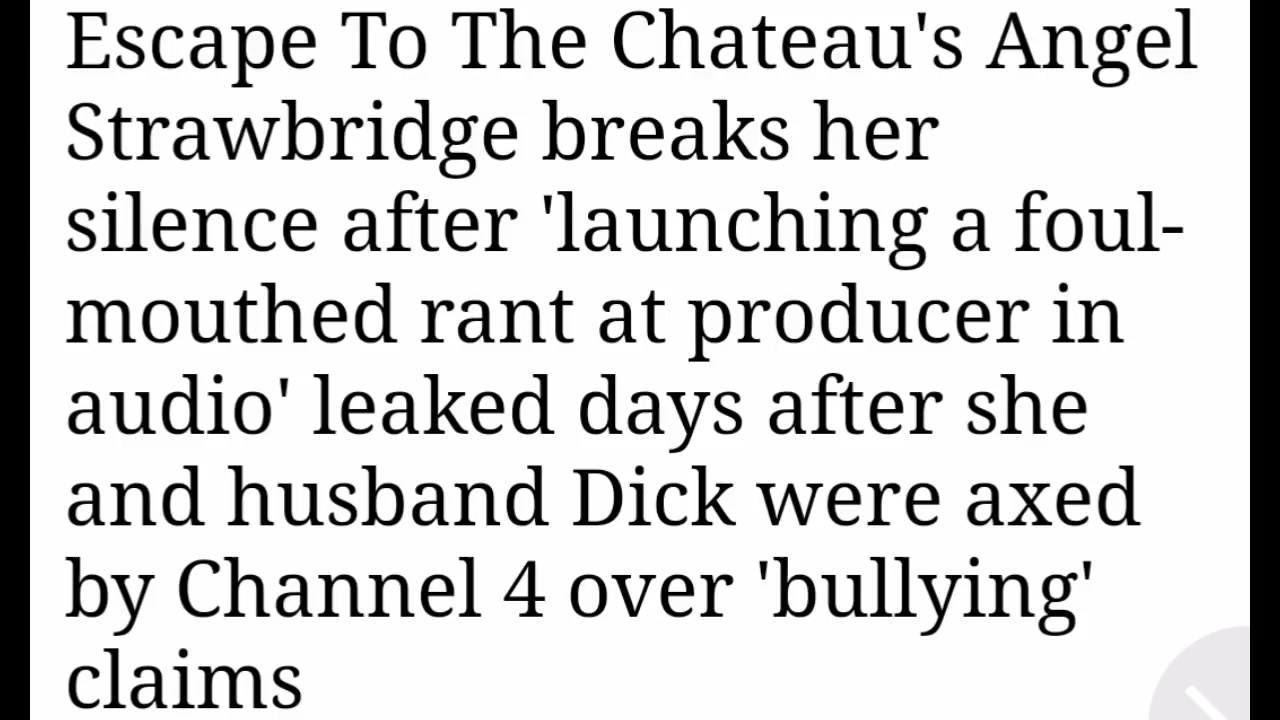 Escape To The Chateau's Angel
Strawbridge breaks her
silence after 'launching a foul-
mouthed rant at producer in
audio' leaked days after she
and husband Dick were axed
by Channel 4 over 'bullying'
claims